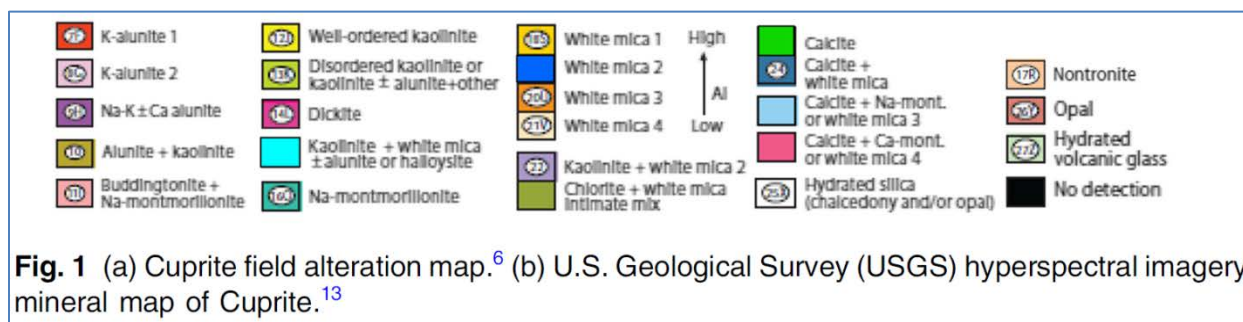 K-alunite 1
K-alunite 2
Na-K±Ca alunite
Alunite + kaolinite
Buddingtonite +
Na-montmorillonite
Well-ordered kaolinite
Disordered kaolinite or
kaolinite ± alunite+other
Dickite
Kaolinite + white mica
±alunite or halloysite
Na-montmorillonite
White mica 1
White mica 2
White mica 3
White mica 4
High
Al
Low
22 Kaolinite + white mica 2
Chlorite + white mica
intimate mix
Calcite
24 Calcite +
white mica
Calcite + Na-mont.
or white mica 3
Calcite + Ca-mont.
or white mica 4
Hydrated silica
(chalcedony and/or opal)
17R Nontronite
Opal
Hydrated
volcanic glass
No detection
Fig. 1 (a) Cuprite field alteration map.6 (b) U.S. Geological Survey (USGS) hyperspectral imagery
mineral map of Cuprite.13